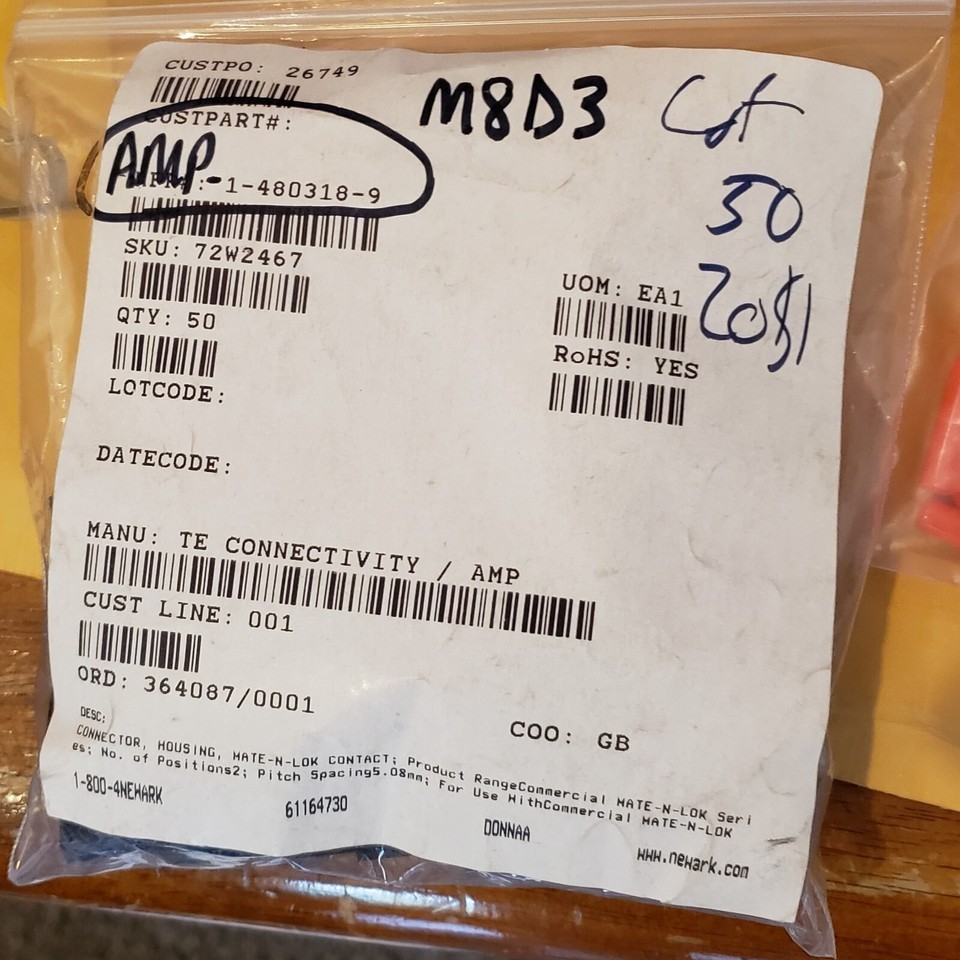 CUSTPO: 26749
M8D3
CUSTPART#:
AMP
1-480318-9
50
SKU: 72W2467
UOM: EA1
QTY: 50
RoHS: YES
LOTCODE:
DATECODE:
MANU: TE CONNECTIVITY / AMP
CUST LINE: 001
ORD: 364087/0001
COO: GB
DESC:
CONNECTOR, HOUSING, MATE-N-LOK CONTACT; Product RangeCommercial MATE-N-LOK Seri
es; No. of Positions2; Pitch Spacing5.08mm; For Use WithCommercial MATE-N-LOK
1-800-4NEWARK
61164730
DONNAA
www.newark.com